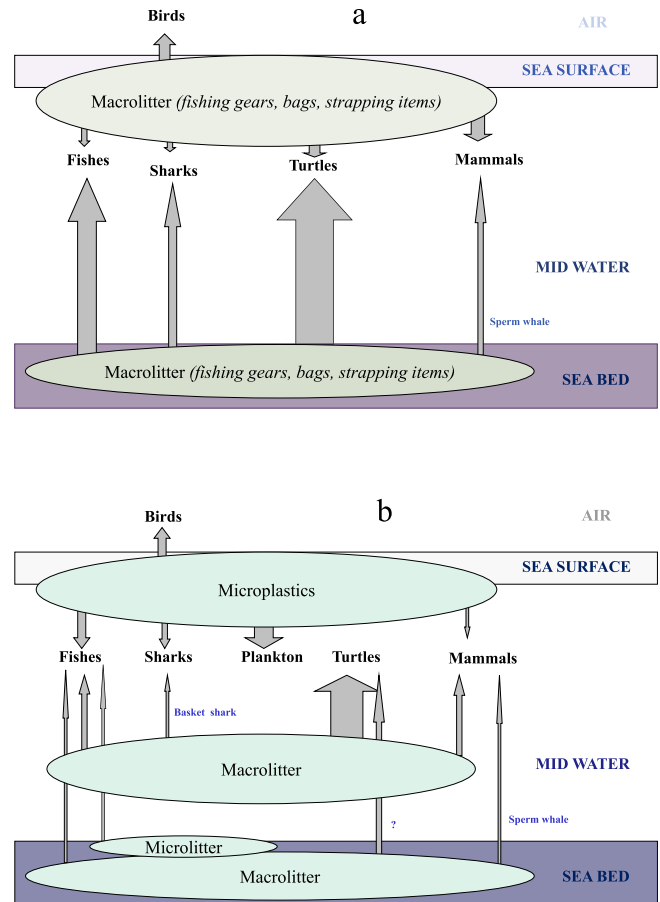 a
Birds
AIR
SEA SURFACE
Macrolitter (fishing gears, bags, strapping items)
Fishes
Sharks
Turtles
Mammals
MID WATER
Sperm whale
Macrolitter (fishing gears, bags, strapping items)
SEA BED
b
Birds
AIR
SEA SURFACE
Microplastics
Fishes
Sharks
Plankton
Turtles
Mammals
Basket shark
Macrolitter
MID WATER
?
Sperm whale
Microlitter
Macrolitter
SEA BED